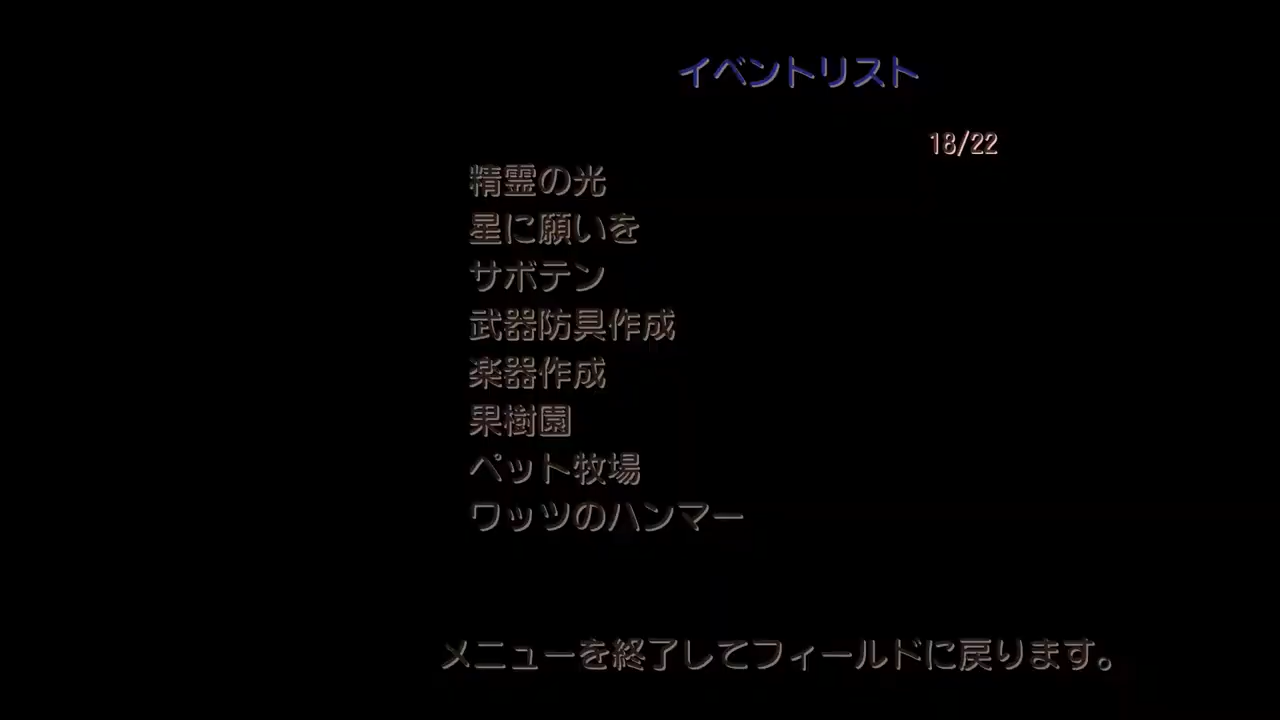 イベントリスト
18/22
精霊の光
星に願いを
サボテン
武器防具作成
楽器作成
果樹園
ペット牧場
ワッツのハンマー
メニューを終了してフィールドに戻ります。